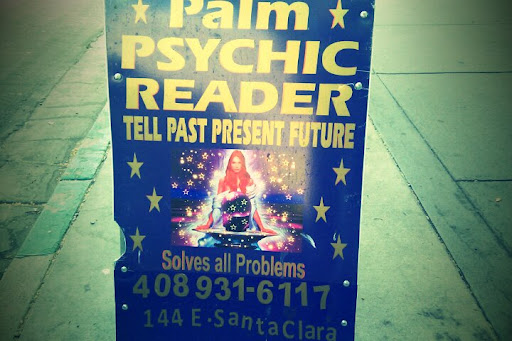 Palm
PSYCHIC
READER
TELL PAST PRESENT FUTURE
Solves all Problems
408 931-6117
144 E. Santa Clara